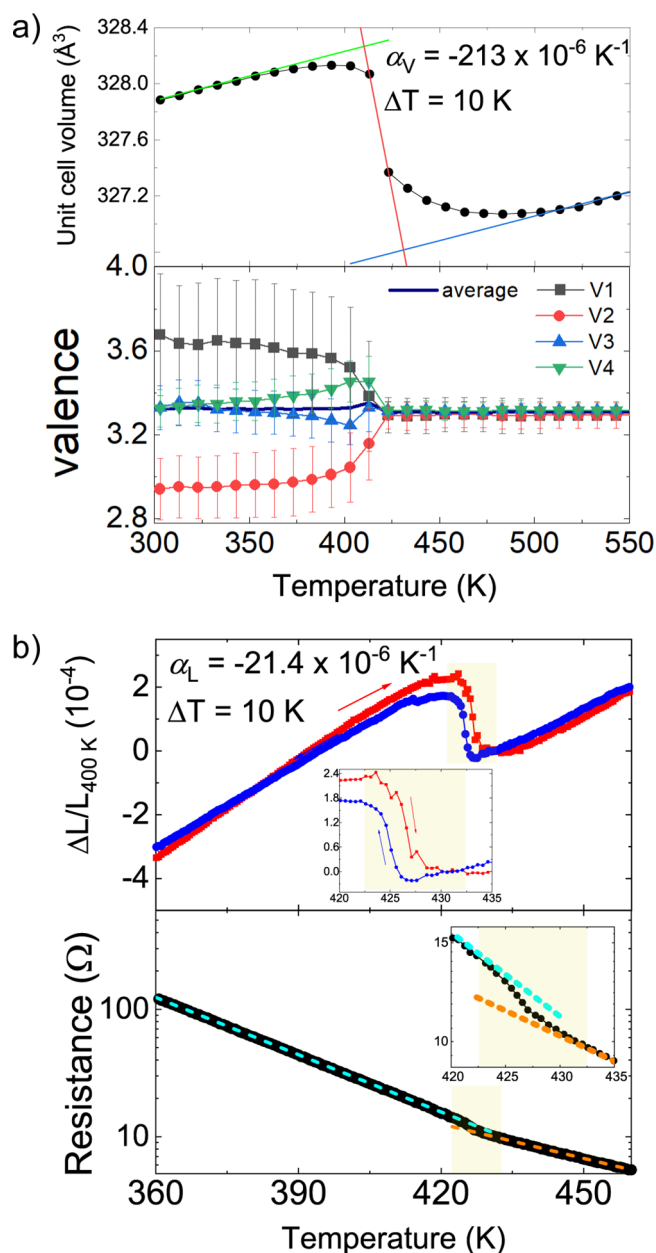 a)
Unit cell volume (Å³)
328.4
328.0
327.6
327.2
α_V = -213 x 10⁻⁶ K⁻¹
ΔT = 10 K
valence
4.0
3.6
3.2
2.8
average
V1
V2
V3
V4
300 350 400 450 500 550
Temperature (K)
b)
ΔL/L₄₀₀ K (10⁻⁴)
2
0
-2
-4
α_L = -21.4 x 10⁻⁶ K⁻¹
ΔT = 10 K
2.4
1.6
0.8
0.0
420 425 430 435
Resistance (Ω)
100
10
15
10
420 425 430 435
360 390 420 450
Temperature (K)